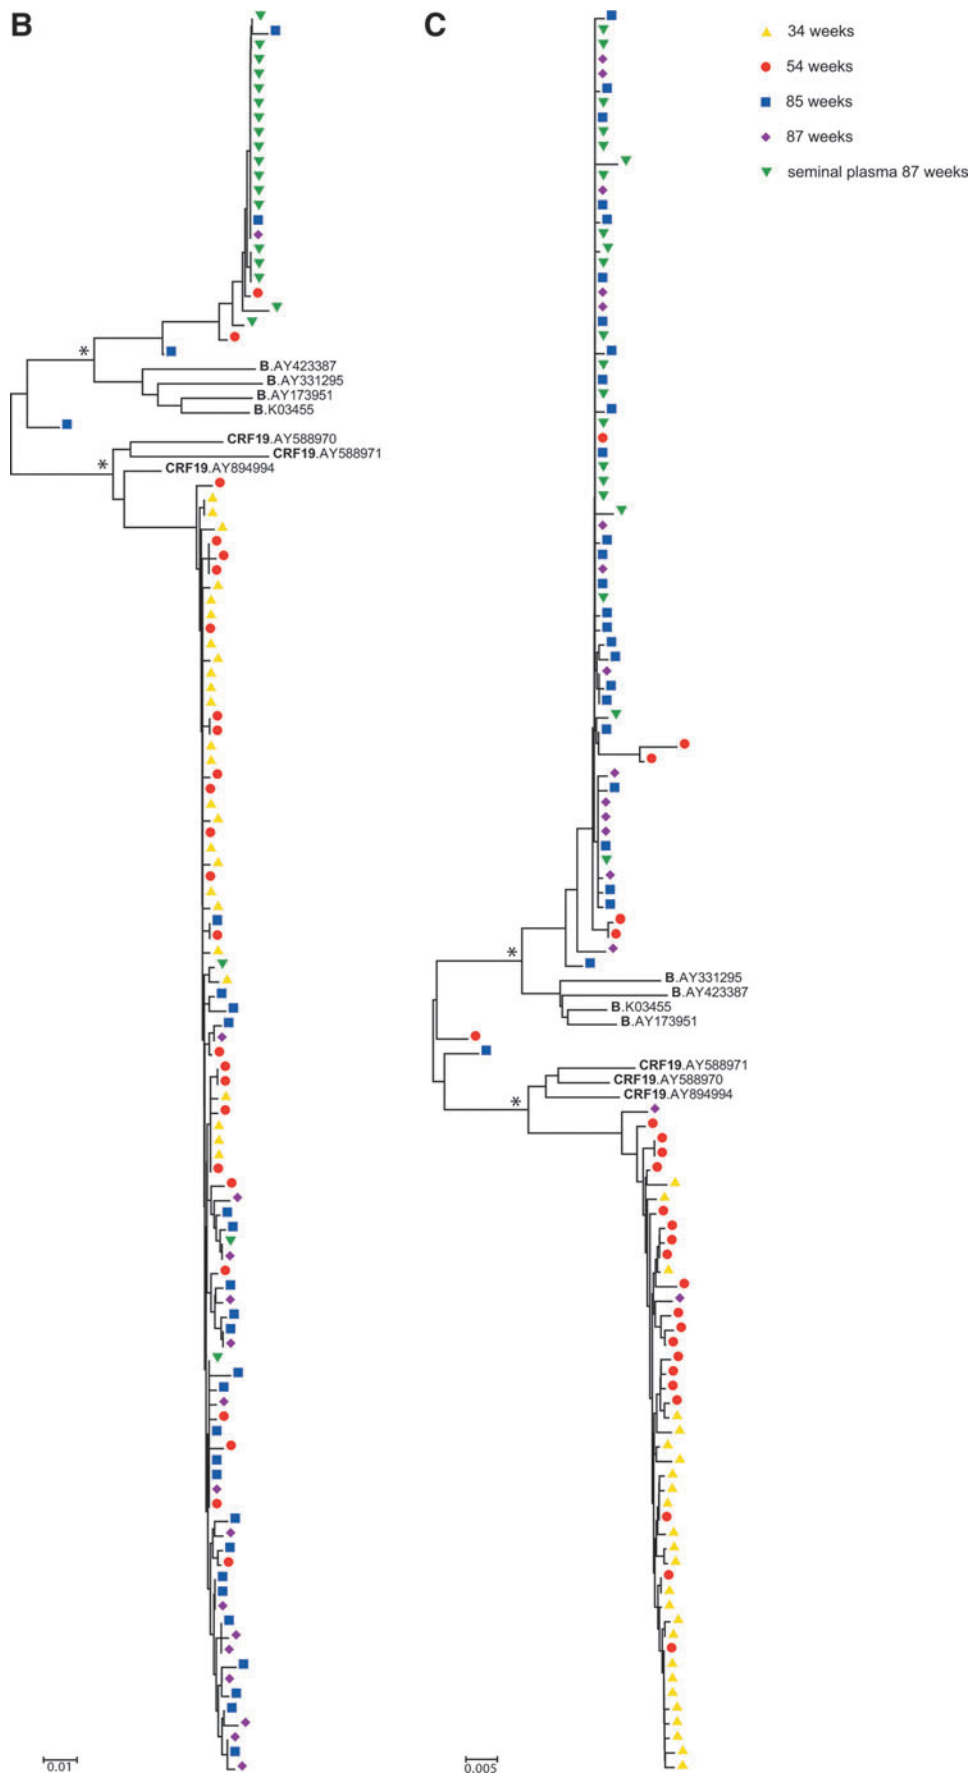 B
C
34 weeks
54 weeks
85 weeks
87 weeks
seminal plasma 87 weeks
*
B.AY423387
B.AY331295
B.AY173951
B.K03455
CRF19.AY588970
CRF19.AY588971
*
CRF19.AY894994
0.01
*
B.AY331295
B.AY423387
B.K03455
B.AY173951
CRF19.AY588971
CRF19.AY588970
CRF19.AY894994
*
0.005